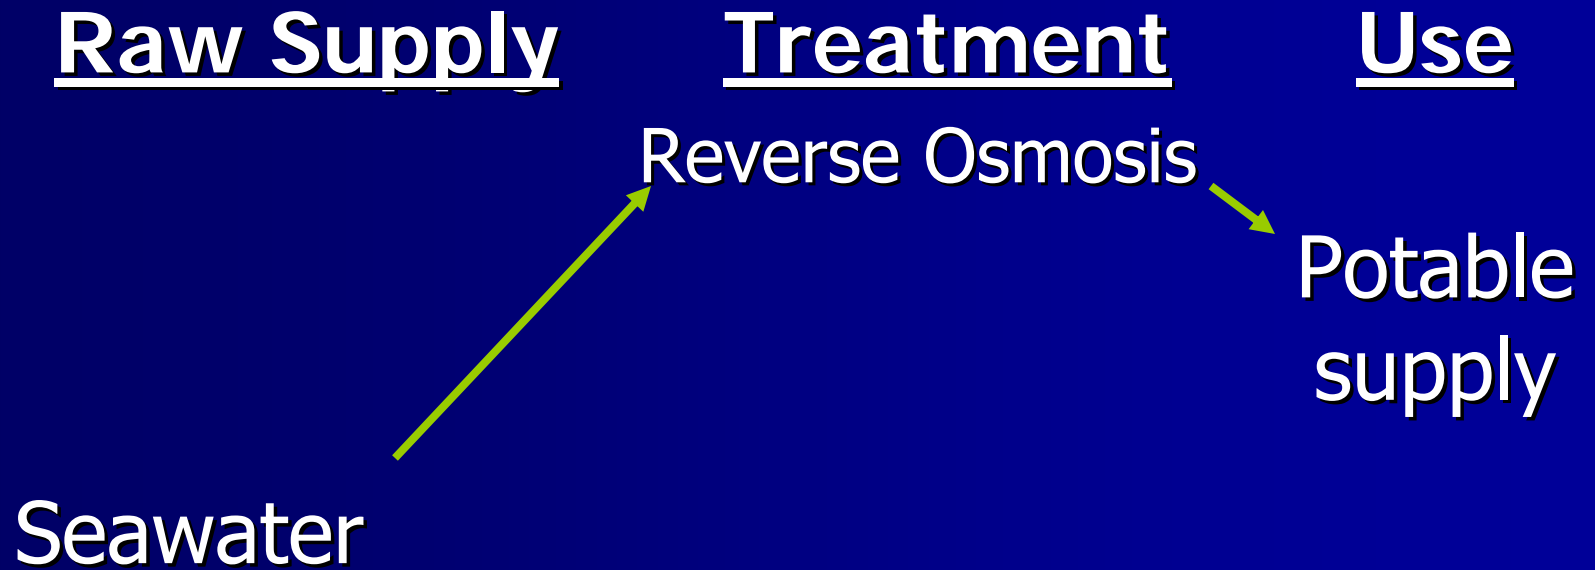 Raw Supply Treatment Use
Reverse Osmosis
Potable
supply
Seawater